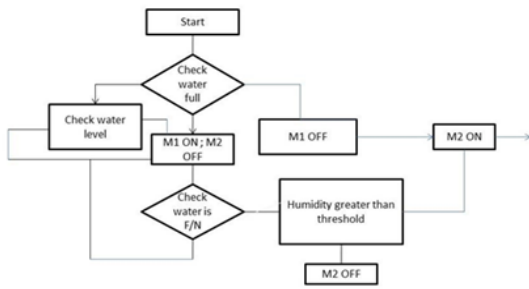 Start
Check
water
full
Check water
level
M1 ON ; M2
OFF
M1 OFF
M2 ON
Check
water is
F/N
Humidity greater than
threshold
M2 OFF